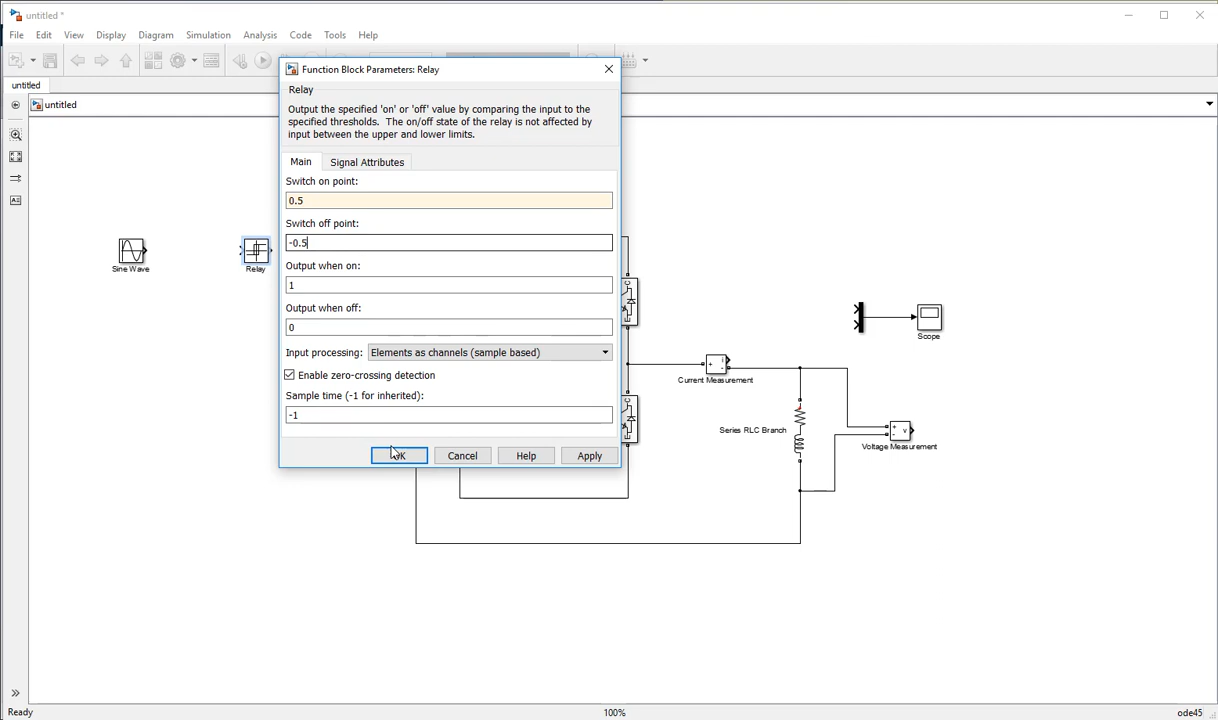 untitled *
File Edit View Display Diagram Simulation Analysis Code Tools Help
untitled
untitled
Function Block Parameters: Relay
Relay
Output the specified 'on' or 'off' value by comparing the input to the
specified thresholds. The on/off state of the relay is not affected by
input between the upper and lower limits.
Main Signal Attributes
Switch on point:
0.5
Switch off point:
-0.5
Output when on:
1
Output when off:
0
Input processing: Elements as channels (sample based)
Enable zero-crossing detection
Sample time (-1 for inherited):
-1
OK Cancel Help Apply
Sine Wave
Relay
C
E
C
E
+ i
-
Current Measurement
Series RLC Branch
+ v
-
Voltage Measurement
Scope
Ready 100% ode45